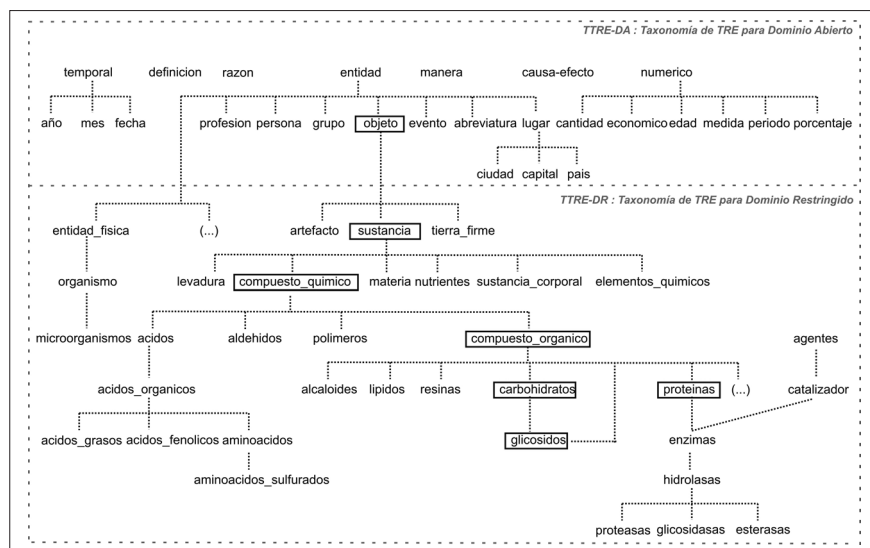 TTRE-DA : Taxonomía de TRE para Dominio Abierto
temporal definicion razon entidad manera causa-efecto numerico
año mes fecha profesion persona grupo objeto evento abreviatura lugar cantidad economico edad medida periodo porcentaje
ciudad capital pais
TTRE-DR : Taxonomía de TRE para Dominio Restringido
entidad_fisica (...) artefacto sustancia tierra_firme
organismo levadura compuesto_quimico materia nutrientes sustancia_corporal elementos_quimicos
microorganismos acidos aldehidos polimeros compuesto_organico agentes
acidos_organicos alcaloides lipidos resinas carbohidratos proteinas (...) catalizador
acidos_grasos acidos_fenolicos aminoacidos glicosidos enzimas
aminoacidos_sulfurados hidrolasas
proteasas glicosidasas esterasas